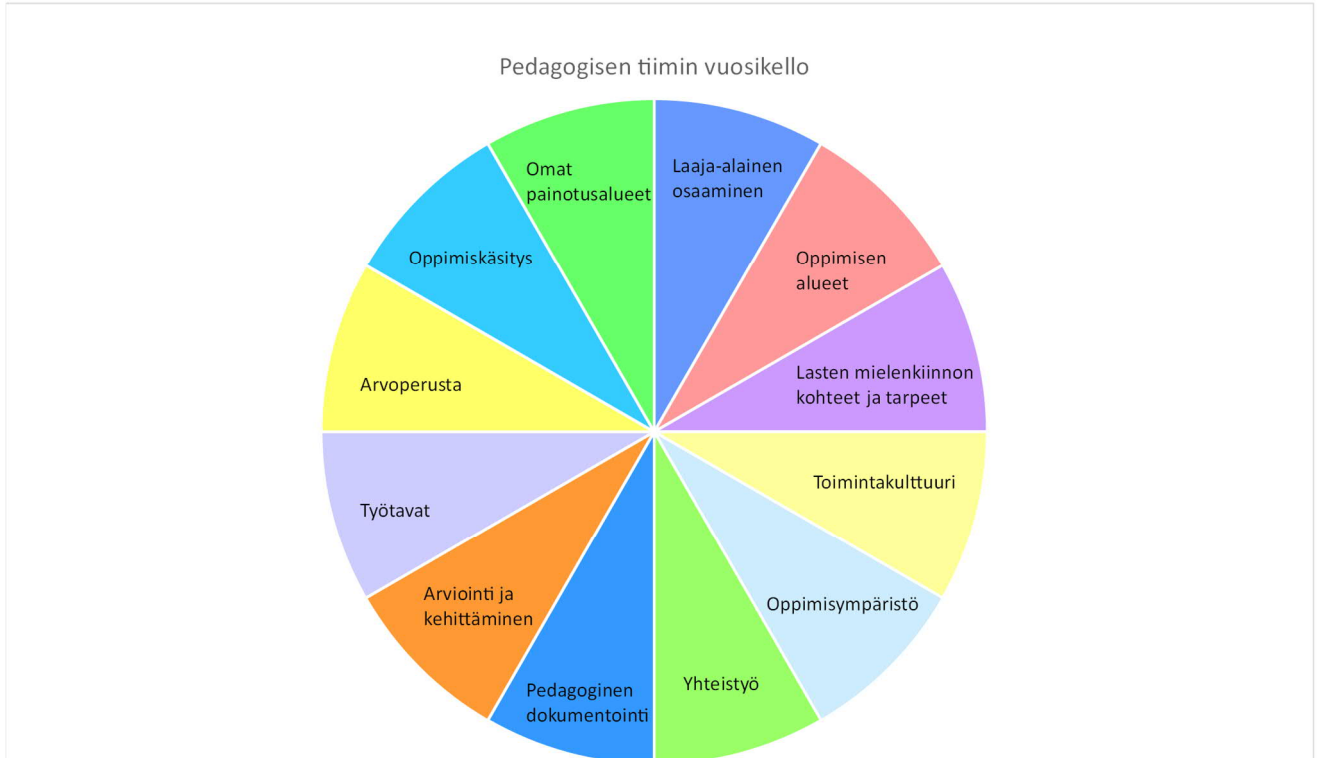 Pedagogisen tiimin vuosikello
Laaja-alainen
osaaminen
Oppimisen
alueet
Lasten mielenkiinnon
kohteet ja tarpeet
Toimintakulttuuri
Oppimisympäristö
Yhteistyö
Pedagoginen
dokumentointi
Arviointi ja
kehittäminen
Työtavat
Arvoperusta
Oppimiskäsitys
Omat
painotusalueet